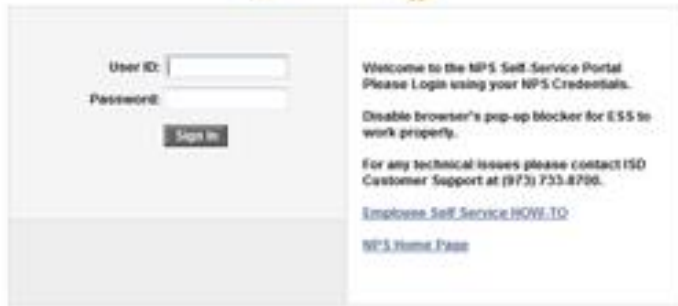 User ID:
Password:
Sign In
Welcome to the NPS Self-Service Portal
Please Login using your NPS Credentials.
Disable browser's pop-up blocker for ESS to
work properly.
For any technical issues please contact ISD
Customer Support at (973) 733-8700.
Employee Self Service HOW-TO
NPS Home Page